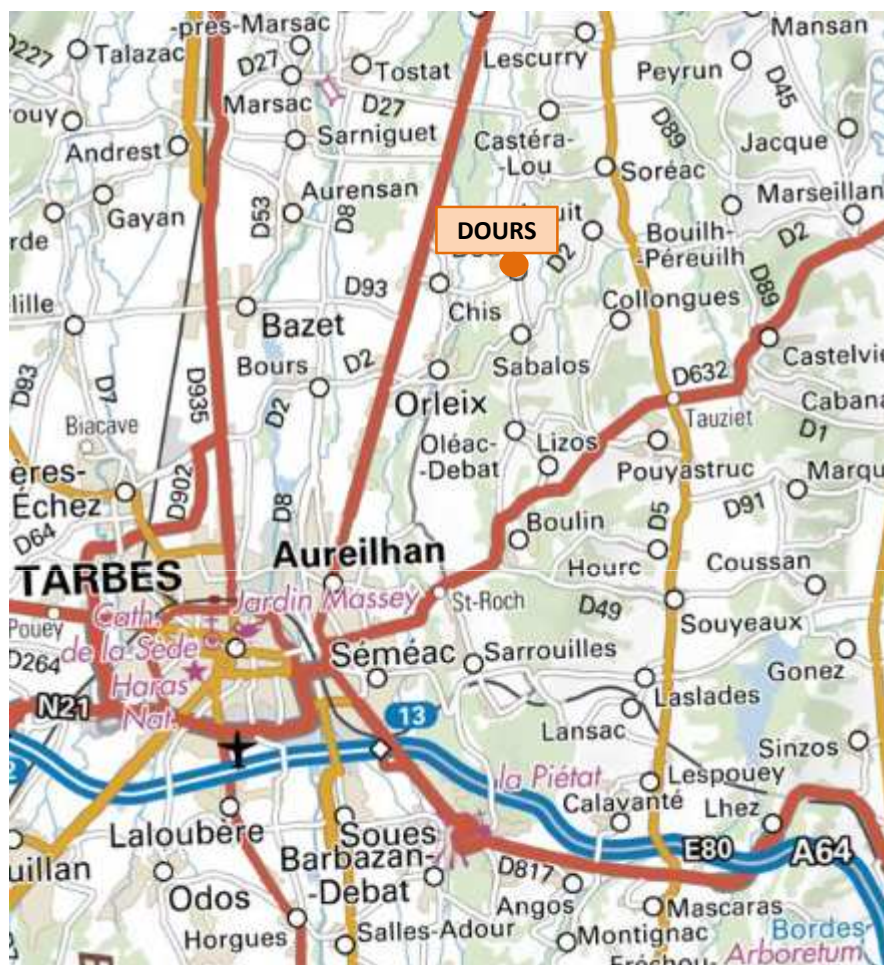 -près-Marsac
Mansan
D227
Talazac
Lescurry
D27
Tostat
Peyrun
D45
Marsac
D27
Sarniguet
Castéra-
-Lou
D89
Jacque
Andrest
Soréac
Aurensan
Marseillan
Gayan
D53
D8
DOURS
uit
Bouilh-
-Péreuilh
D2
D2
D93
Chis
Collongues
D89
lille
Bazet
Sabalos
Castelvie
D93
D7
D935
Bours
D2
D632
Orleix
Cabana
Biacave
D2
Tauziet
D1
Oléac-
-Debat
Lizos
ères-
-Échez
D902
Pouyastruc
Marqu
D64
D8
Boulin
D5
D91
Aureilhan
Hourc
Coussan
TARBES
Jardin Massey
St-Roch
D49
Souyeaux
Pouey
Cath.
de la Sède
D264
Séméac
Sarrouilles
Gonez
Haras
Nat.
N21
13
Laslades
Lansac
Sinzos
la Piétat
Lespouey
Calavanté
Lhez
Laloubère
Soues
E80
A64
uillan
Barbazan-
-Debat
D817
Odos
Angos
Mascaras
Horgues
Salles-Adour
Montignac
Bordes
Arboretum